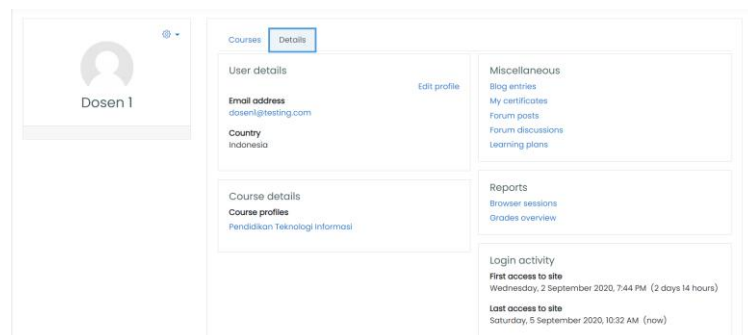 Dosen 1
Courses
Details
User details
Edit profile
Email address
dosen1@testing.com
Country
Indonesia
Course details
Course profiles
Pendidikan Teknologi Informasi
Miscellaneous
Blog entries
My certificates
Forum posts
Forum discussions
Learning plans
Reports
Browser sessions
Grades overview
Login activity
First access to site
Wednesday, 2 September 2020, 7:44 PM (2 days 14 hours)
Last access to site
Saturday, 5 September 2020, 10:32 AM (now)